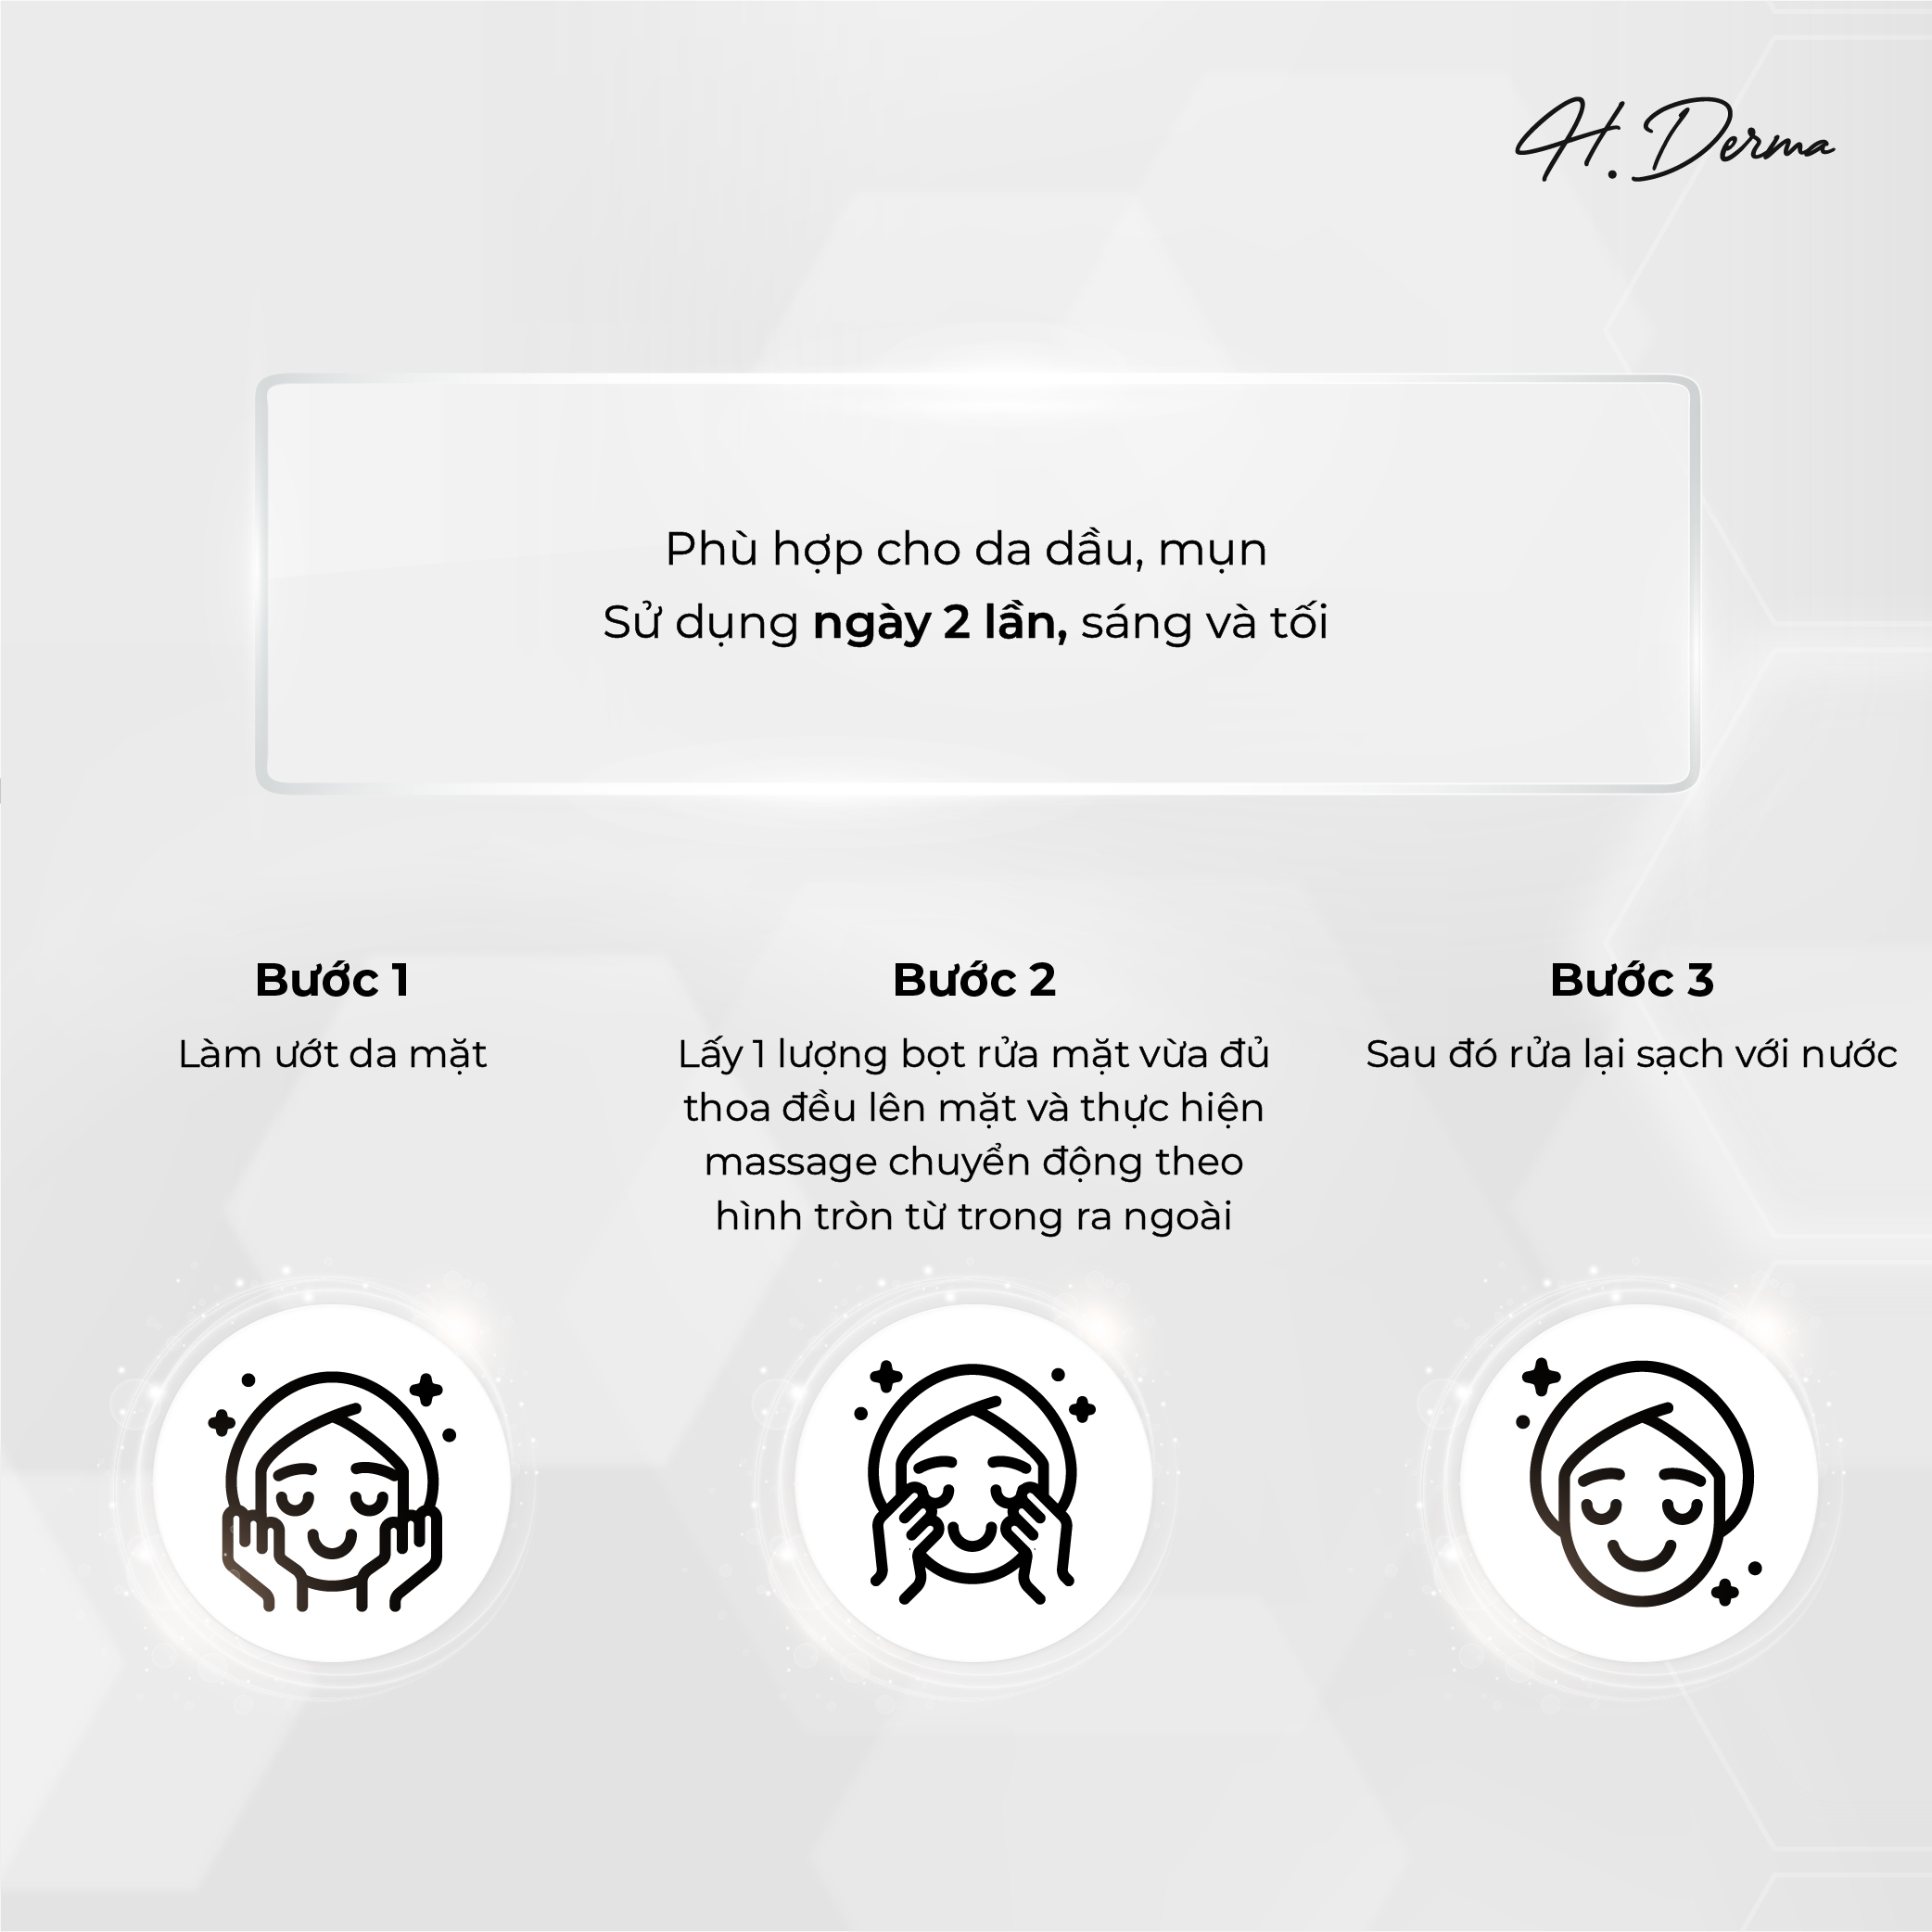 H. Derma
Phù hợp cho da dầu, mụn
Sử dụng ngày 2 lần, sáng và tối
Bước 1
Làm ướt da mặt
Bước 2
Lấy 1 lượng bọt rửa mặt vừa đủ
thoa đều lên mặt và thực hiện
massage chuyển động theo
hình tròn từ trong ra ngoài
Bước 3
Sau đó rửa lại sạch với nước